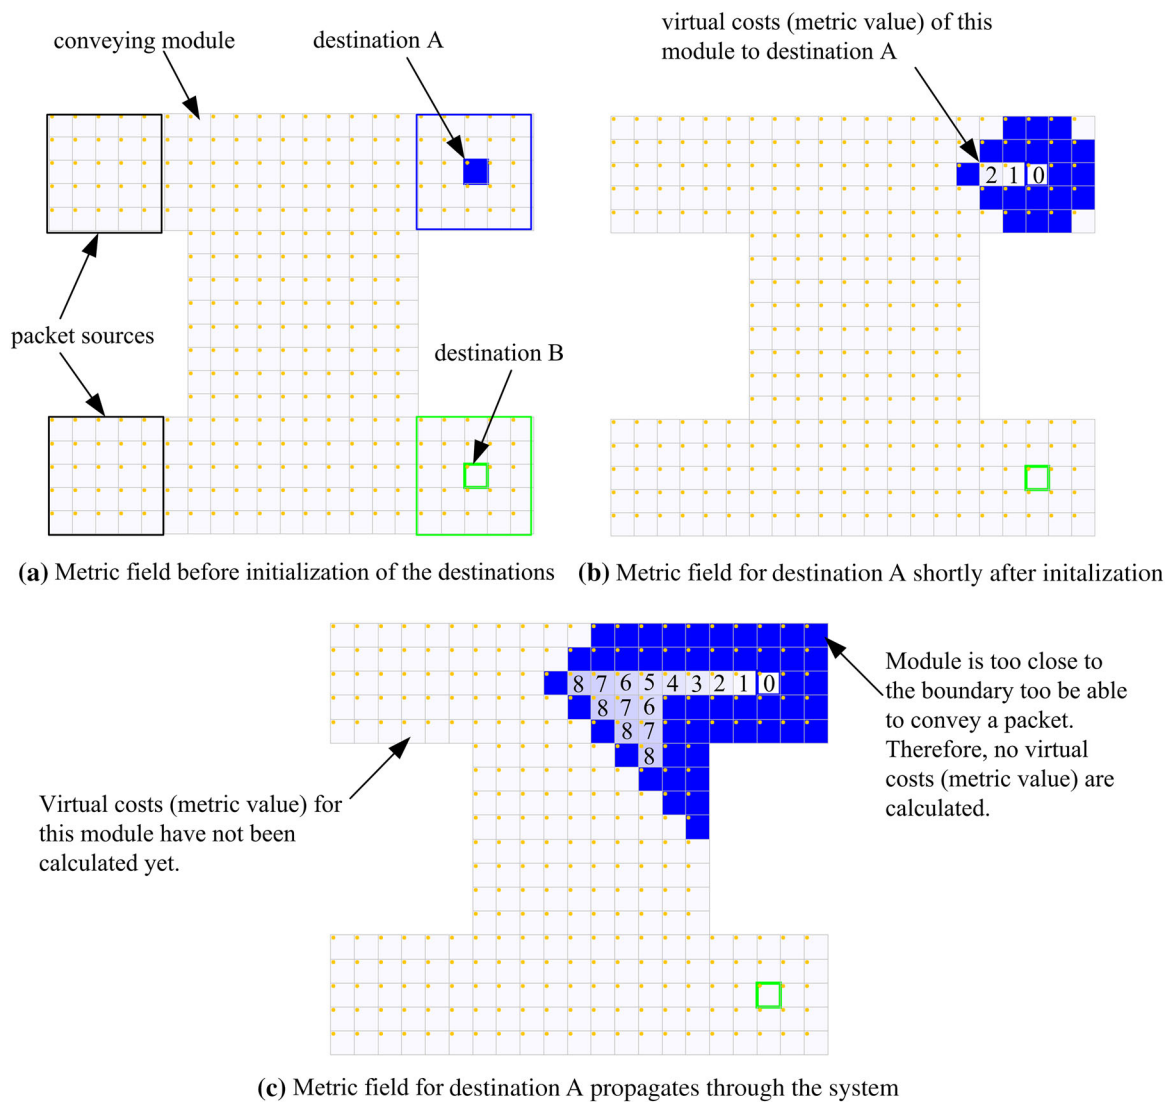 conveying module
destination A
packet sources
destination B
(a) Metric field before initialization of the destinations
virtual costs (metric value) of this
module to destination A
2 1 0
(b) Metric field for destination A shortly after initalization
8 7 6 5 4 3 2 1 0
8 7 6
8 7
8
Module is too close to
the boundary too be able
to convey a packet.
Therefore, no virtual
costs (metric value) are
calculated.
Virtual costs (metric value) for
this module have not been
calculated yet.
(c) Metric field for destination A propagates through the system